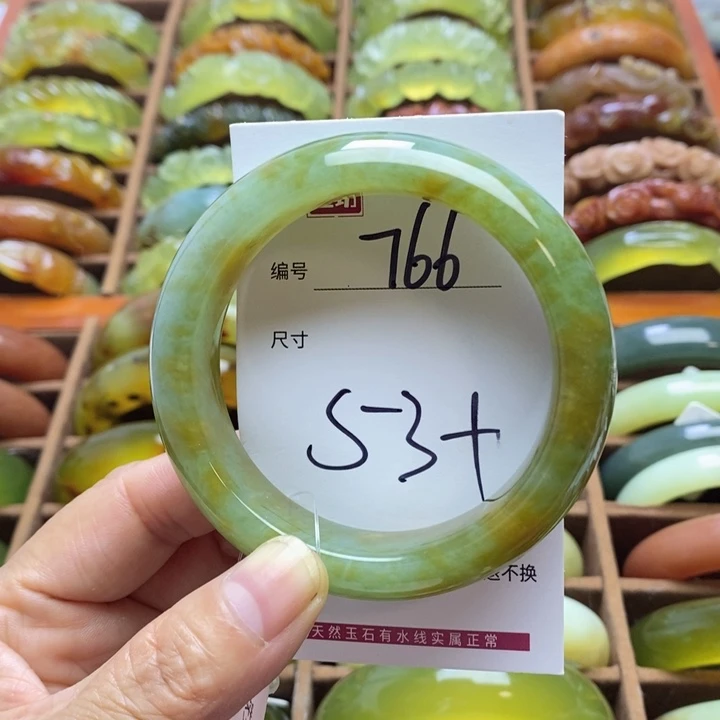 编号 766
尺寸
53+
不换
天然玉石有水线实属正常